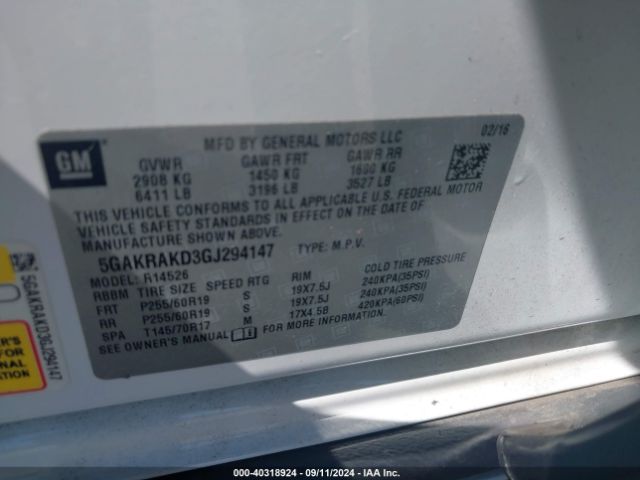 GM
MFD BY GENERAL MOTORS LLC
02/16
GVWR GAWR FRT GAWR RR
2908 KG 1450 KG 1600 KG
6411 LB 3196 LB 3527 LB
THIS VEHICLE CONFORMS TO ALL APPLICABLE U.S. FEDERAL MOTOR
VEHICLE SAFETY STANDARDS IN EFFECT ON THE DATE OF
MANUFACTURE SHOWN ABOVE.
5GAKRAKD3GJ294147 TYPE: M.P.V.
MODEL: R14526
RBBM TIRE SIZE SPEED RTG RIM COLD TIRE PRESSURE
FRT P255/60R19 S 19X7.5J 240KPA(35PSI)
RR P255/60R19 S 19X7.5J 240KPA(35PSI)
SPA T145/70R17 M 17X4.5B 420KPA(60PSI)
SEE OWNER'S MANUAL FOR MORE INFORMATION
5GAKRAKD3GJ294147
000-40318924 - 09/11/2024 - IAA Inc.